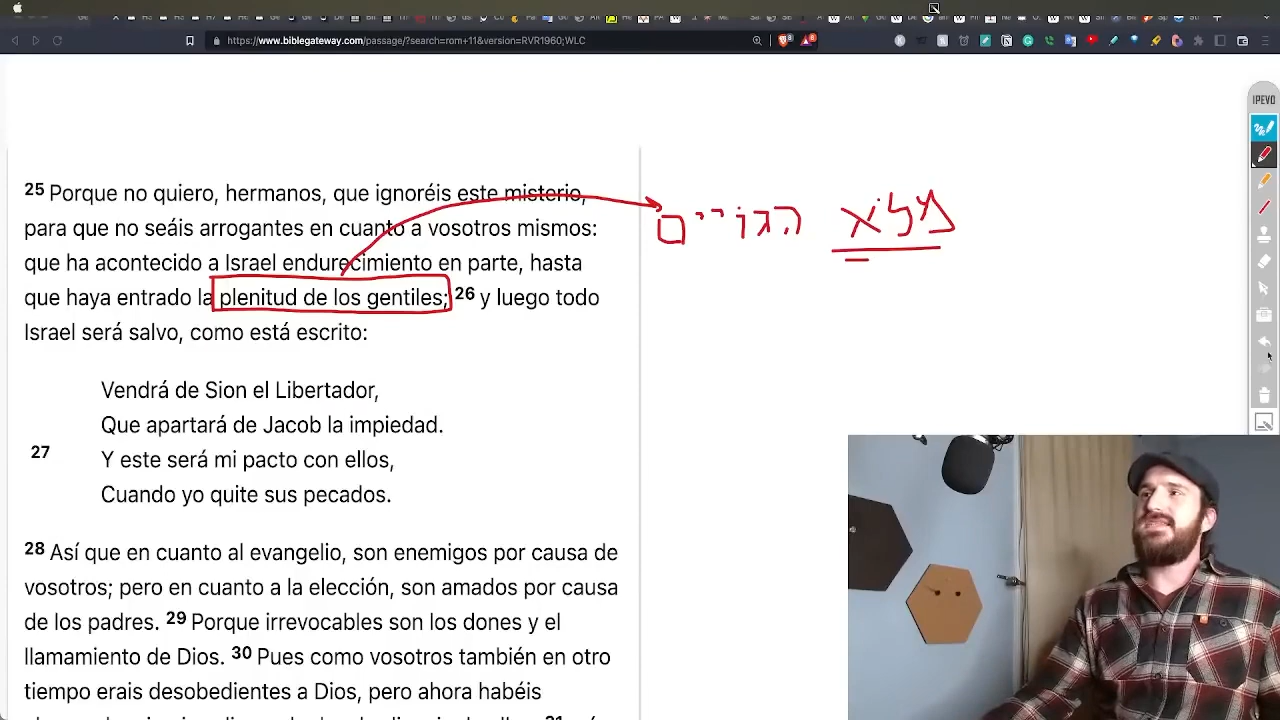 https://www.biblegateway.com/passage/?search=rom+11&version=RVR1960;WLC
IPEVO
25 Porque no quiero, hermanos, que ignoréis este misterio,
para que no seáis arrogantes en cuanto a vosotros mismos:
que ha acontecido a Israel endurecimiento en parte, hasta
que haya entrado la plenitud de los gentiles; 26 y luego todo
Israel será salvo, como está escrito:
מלוא הגויים
Vendrá de Sion el Libertador,
Que apartará de Jacob la impiedad.
27 Y este será mi pacto con ellos,
Cuando yo quite sus pecados.
28 Así que en cuanto al evangelio, son enemigos por causa de
vosotros; pero en cuanto a la elección, son amados por causa
de los padres. 29 Porque irrevocables son los dones y el
llamamiento de Dios. 30 Pues como vosotros también en otro
tiempo erais desobedientes a Dios, pero ahora habéis